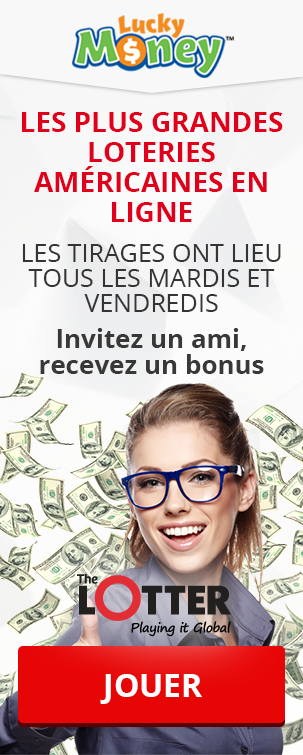 Lucky
Money™
LES PLUS GRANDES
LOTERIES
AMÉRICAINES EN
LIGNE
LES TIRAGES ONT LIEU
TOUS LES MARDIS ET
VENDREDIS
Invitez un ami,
recevez un bonus
The
LOTTER
Playing it Global
JOUER